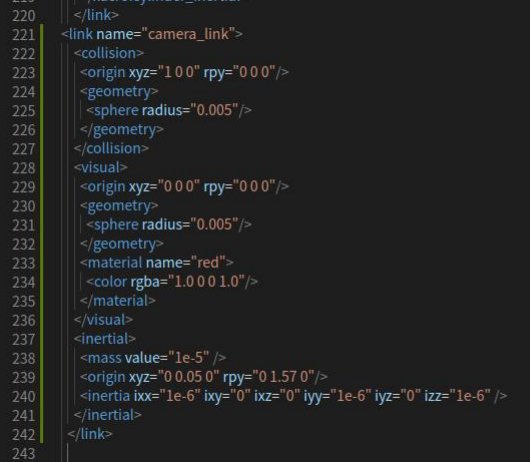 220 </link>
221 <link name="camera_link">
222 <collision>
223 <origin xyz="1 0 0" rpy="0 0 0"/>
224 <geometry>
225 <sphere radius="0.005"/>
226 </geometry>
227 </collision>
228 <visual>
229 <origin xyz="0 0 0" rpy="0 0 0"/>
230 <geometry>
231 <sphere radius="0.005"/>
232 </geometry>
233 <material name="red">
234 <color rgba="1.0 0 0 1.0"/>
235 </material>
236 </visual>
237 <inertial>
238 <mass value="1e-5" />
239 <origin xyz="0 0.05 0" rpy="0 1.57 0"/>
240 <inertia ixx="1e-6" ixy="0" ixz="0" iyy="1e-6" iyz="0" izz="1e-6" />
241 </inertial>
242 </link>
243